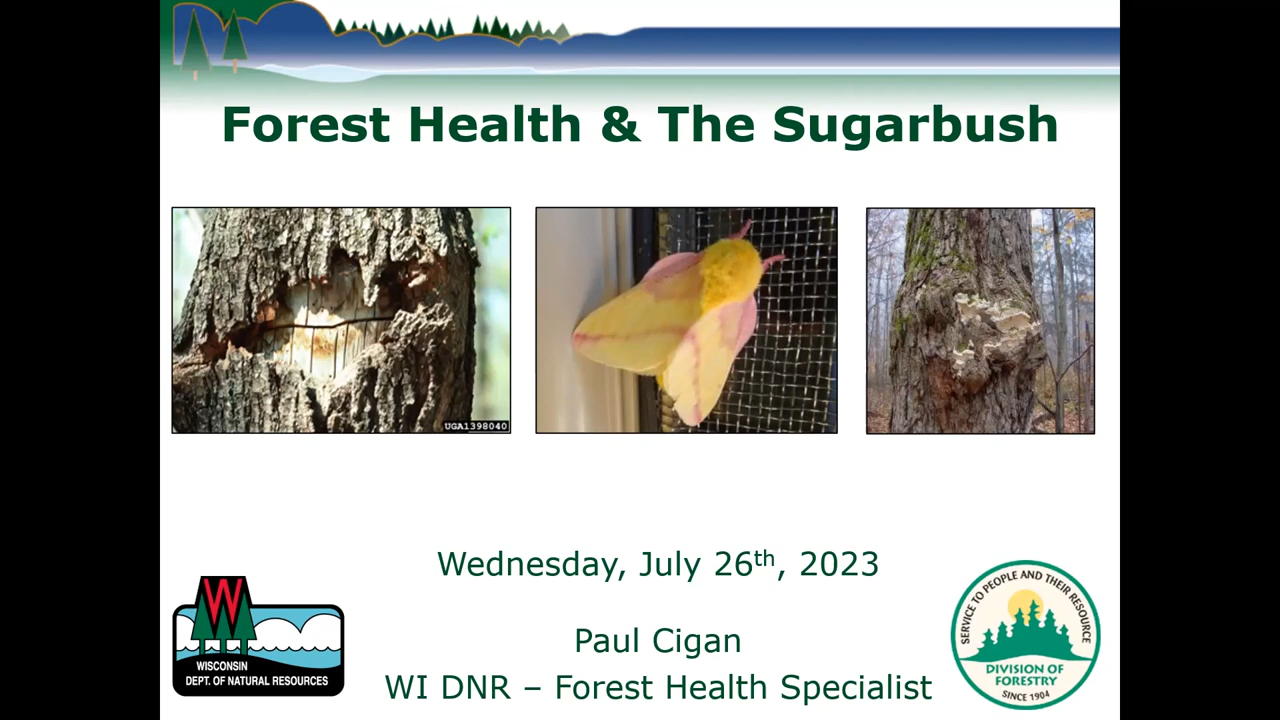 Forest Health & The Sugarbush
UGA1398040
Wednesday, July 26th, 2023
Paul Cigan
WI DNR – Forest Health Specialist
W
WISCONSIN
DEPT. OF NATURAL RESOURCES
SERVICE TO PEOPLE AND THEIR RESOURCE
DIVISION OF
FORESTRY
SINCE 1904